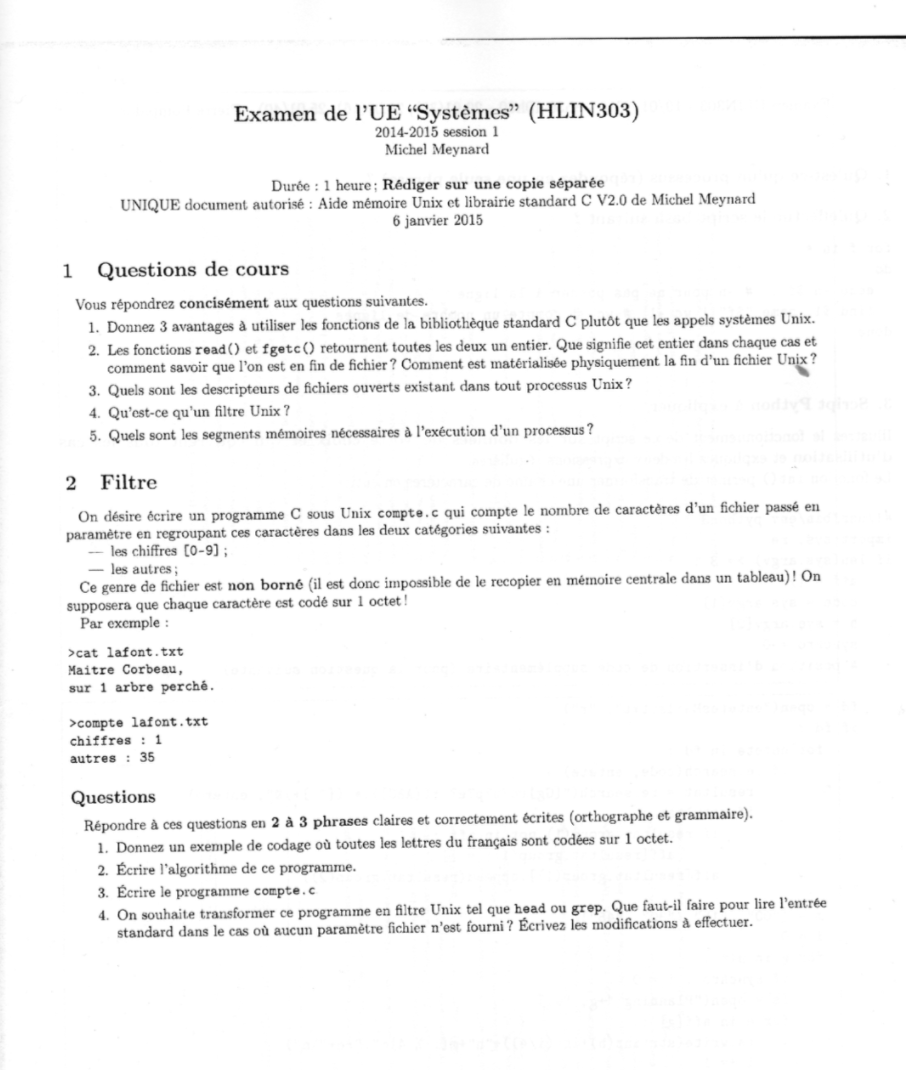 Examen de l'UE “Systèmes” (HLIN303)
2014-2015 session 1
Michel Meynard
Durée : 1 heure; Rédiger sur une copie séparée
UNIQUE document autorisé : Aide mémoire Unix et librairie standard C V2.0 de Michel Meynard
6 janvier 2015
1 Questions de cours
Vous répondrez concisément aux questions suivantes.
1. Donnez 3 avantages à utiliser les fonctions de la bibliothèque standard C plutôt que les appels systèmes Unix.
2. Les fonctions read() et fgetc() retournent toutes les deux un entier. Que signifie cet entier dans chaque cas et
comment savoir que l'on est en fin de fichier? Comment est matérialisée physiquement la fin d'un fichier Unix?
3. Quels sont les descripteurs de fichiers ouverts existant dans tout processus Unix?
4. Qu'est-ce qu'un filtre Unix?
5. Quels sont les segments mémoires nécessaires à l'exécution d'un processus?
2 Filtre
On désire écrire un programme C sous Unix compte.c qui compte le nombre de caractères d'un fichier passé en
paramètre en regroupant ces caractères dans les deux catégories suivantes :
— les chiffres [0-9] ;
— les autres;
Ce genre de fichier est non borné (il est donc impossible de le recopier en mémoire centrale dans un tableau)! On
supposera que chaque caractère est codé sur 1 octet!
Par exemple :
>cat lafont.txt
Maitre Corbeau,
sur 1 arbre perché.
>compte lafont.txt
chiffres : 1
autres : 35
Questions
Répondre à ces questions en 2 à 3 phrases claires et correctement écrites (orthographe et grammaire).
1. Donnez un exemple de codage où toutes les lettres du français sont codées sur 1 octet.
2. Écrire l'algorithme de ce programme.
3. Écrire le programme compte.c
4. On souhaite transformer ce programme en filtre Unix tel que head ou grep. Que faut-il faire pour lire l'entrée
standard dans le cas où aucun paramètre fichier n'est fourni? Écrivez les modifications à effectuer.